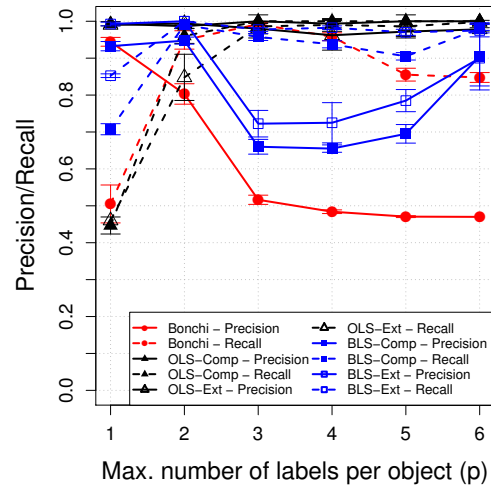 Precision/Recall
1.0
0.8
0.6
0.4
0.2
0.0
Bonchi − Precision
Bonchi − Recall
OLS−Comp − Precision
OLS−Comp − Recall
OLS−Ext − Precision
OLS−Ext − Recall
BLS−Comp − Precision
BLS−Comp − Recall
BLS−Ext − Precision
BLS−Ext − Recall
1 2 3 4 5 6
Max. number of labels per object (p)